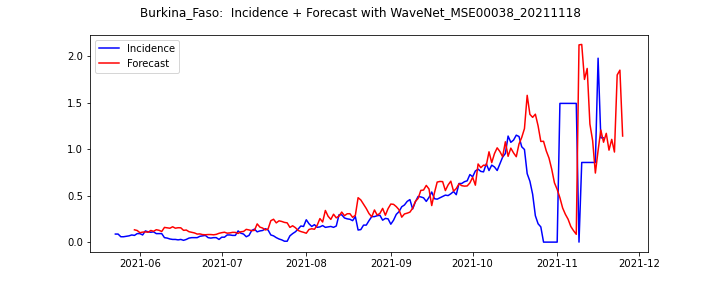 Burkina_Faso:  Incidence + Forecast with WaveNet_MSE00038_20211118
Incidence
Forecast
2.0
1.5
1.0
0.5
0.0
2021-06 2021-07 2021-08 2021-09 2021-10 2021-11 2021-12